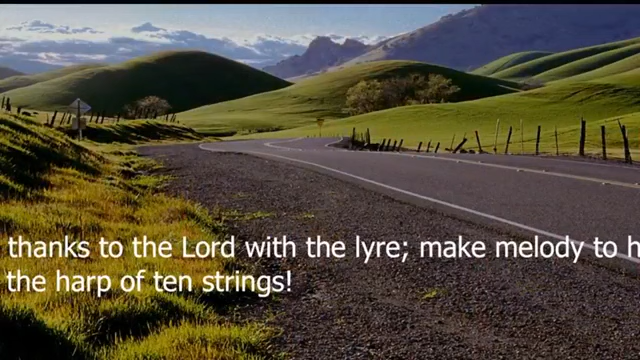 thanks to the Lord with the lyre; make melody to h
the harp of ten strings!